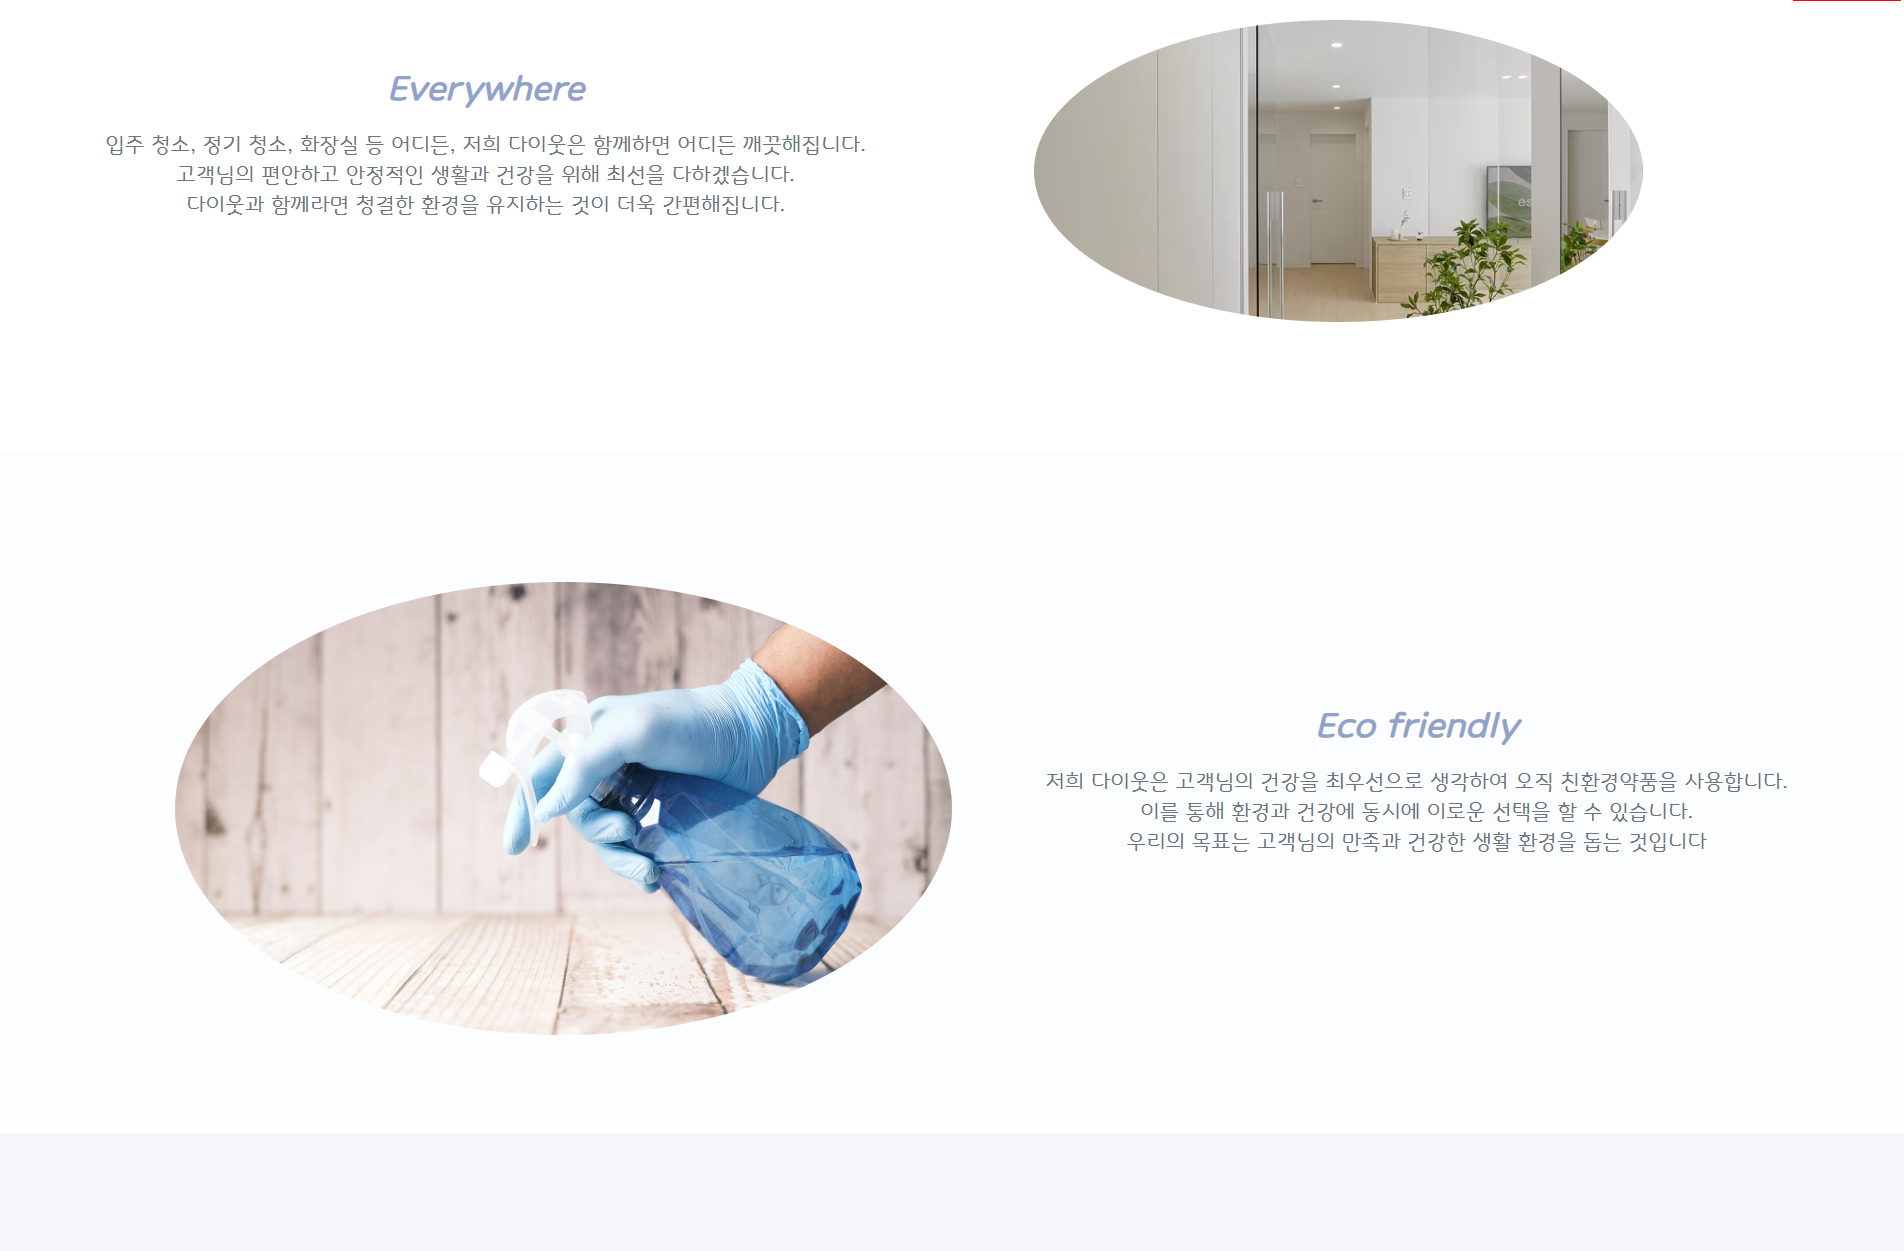 Everywhere
입주 청소, 정기 청소, 화장실 등 어디든, 저희 다이웃은 함께하면 어디든 깨끗해집니다.
고객님의 편안하고 안정적인 생활과 건강을 위해 최선을 다하겠습니다.
다이웃과 함께라면 청결한 환경을 유지하는 것이 더욱 간편해집니다.
es
Eco friendly
저희 다이웃은 고객님의 건강을 최우선으로 생각하여 오직 친환경약품을 사용합니다.
이를 통해 환경과 건강에 동시에 이로운 선택을 할 수 있습니다.
우리의 목표는 고객님의 만족과 건강한 생활 환경을 돕는 것입니다